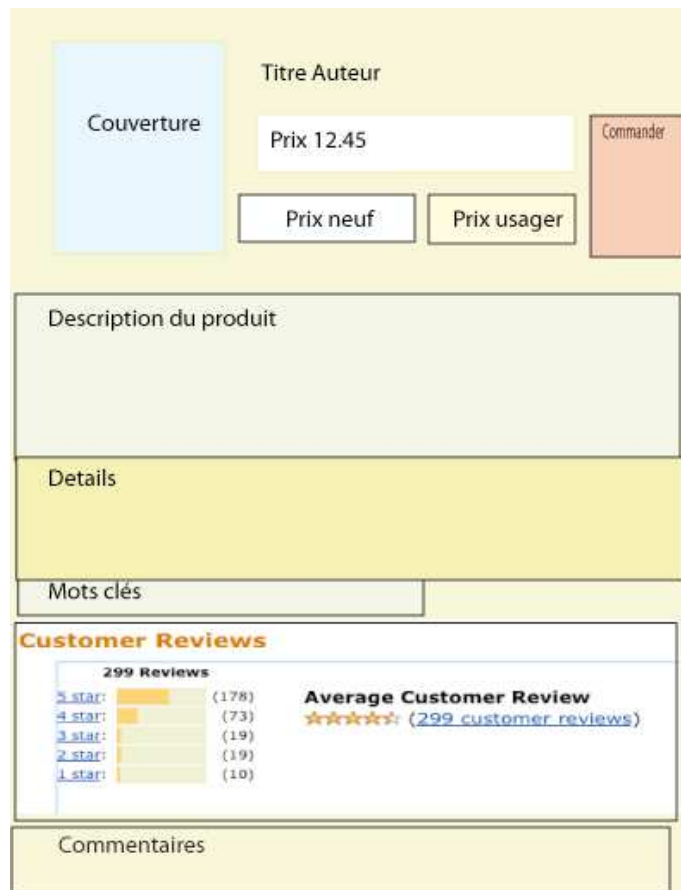 Titre Auteur
Couverture
Prix 12.45
Commander
Prix neuf
Prix usager
Description du produit
Details
Mots clés
Customer Reviews
299 Reviews
5 star: (178)
4 star: (73)
3 star: (19)
2 star: (19)
1 star: (10)
Average Customer Review
(299 customer reviews)
Commentaires